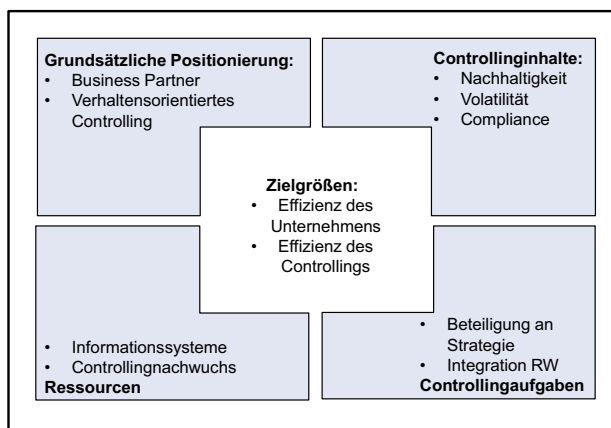 Grundsätzliche Positionierung:
• Business Partner
• Verhaltensorientiertes
Controlling
Controllinginhalte:
• Nachhaltigkeit
• Volatilität
• Compliance
Zielgrößen:
• Effizienz des
Unternehmens
• Effizienz des
Controllings
• Informationssysteme
• Controllingnachwuchs
Ressourcen
• Beteiligung an
Strategie
• Integration RW
Controllingaufgaben